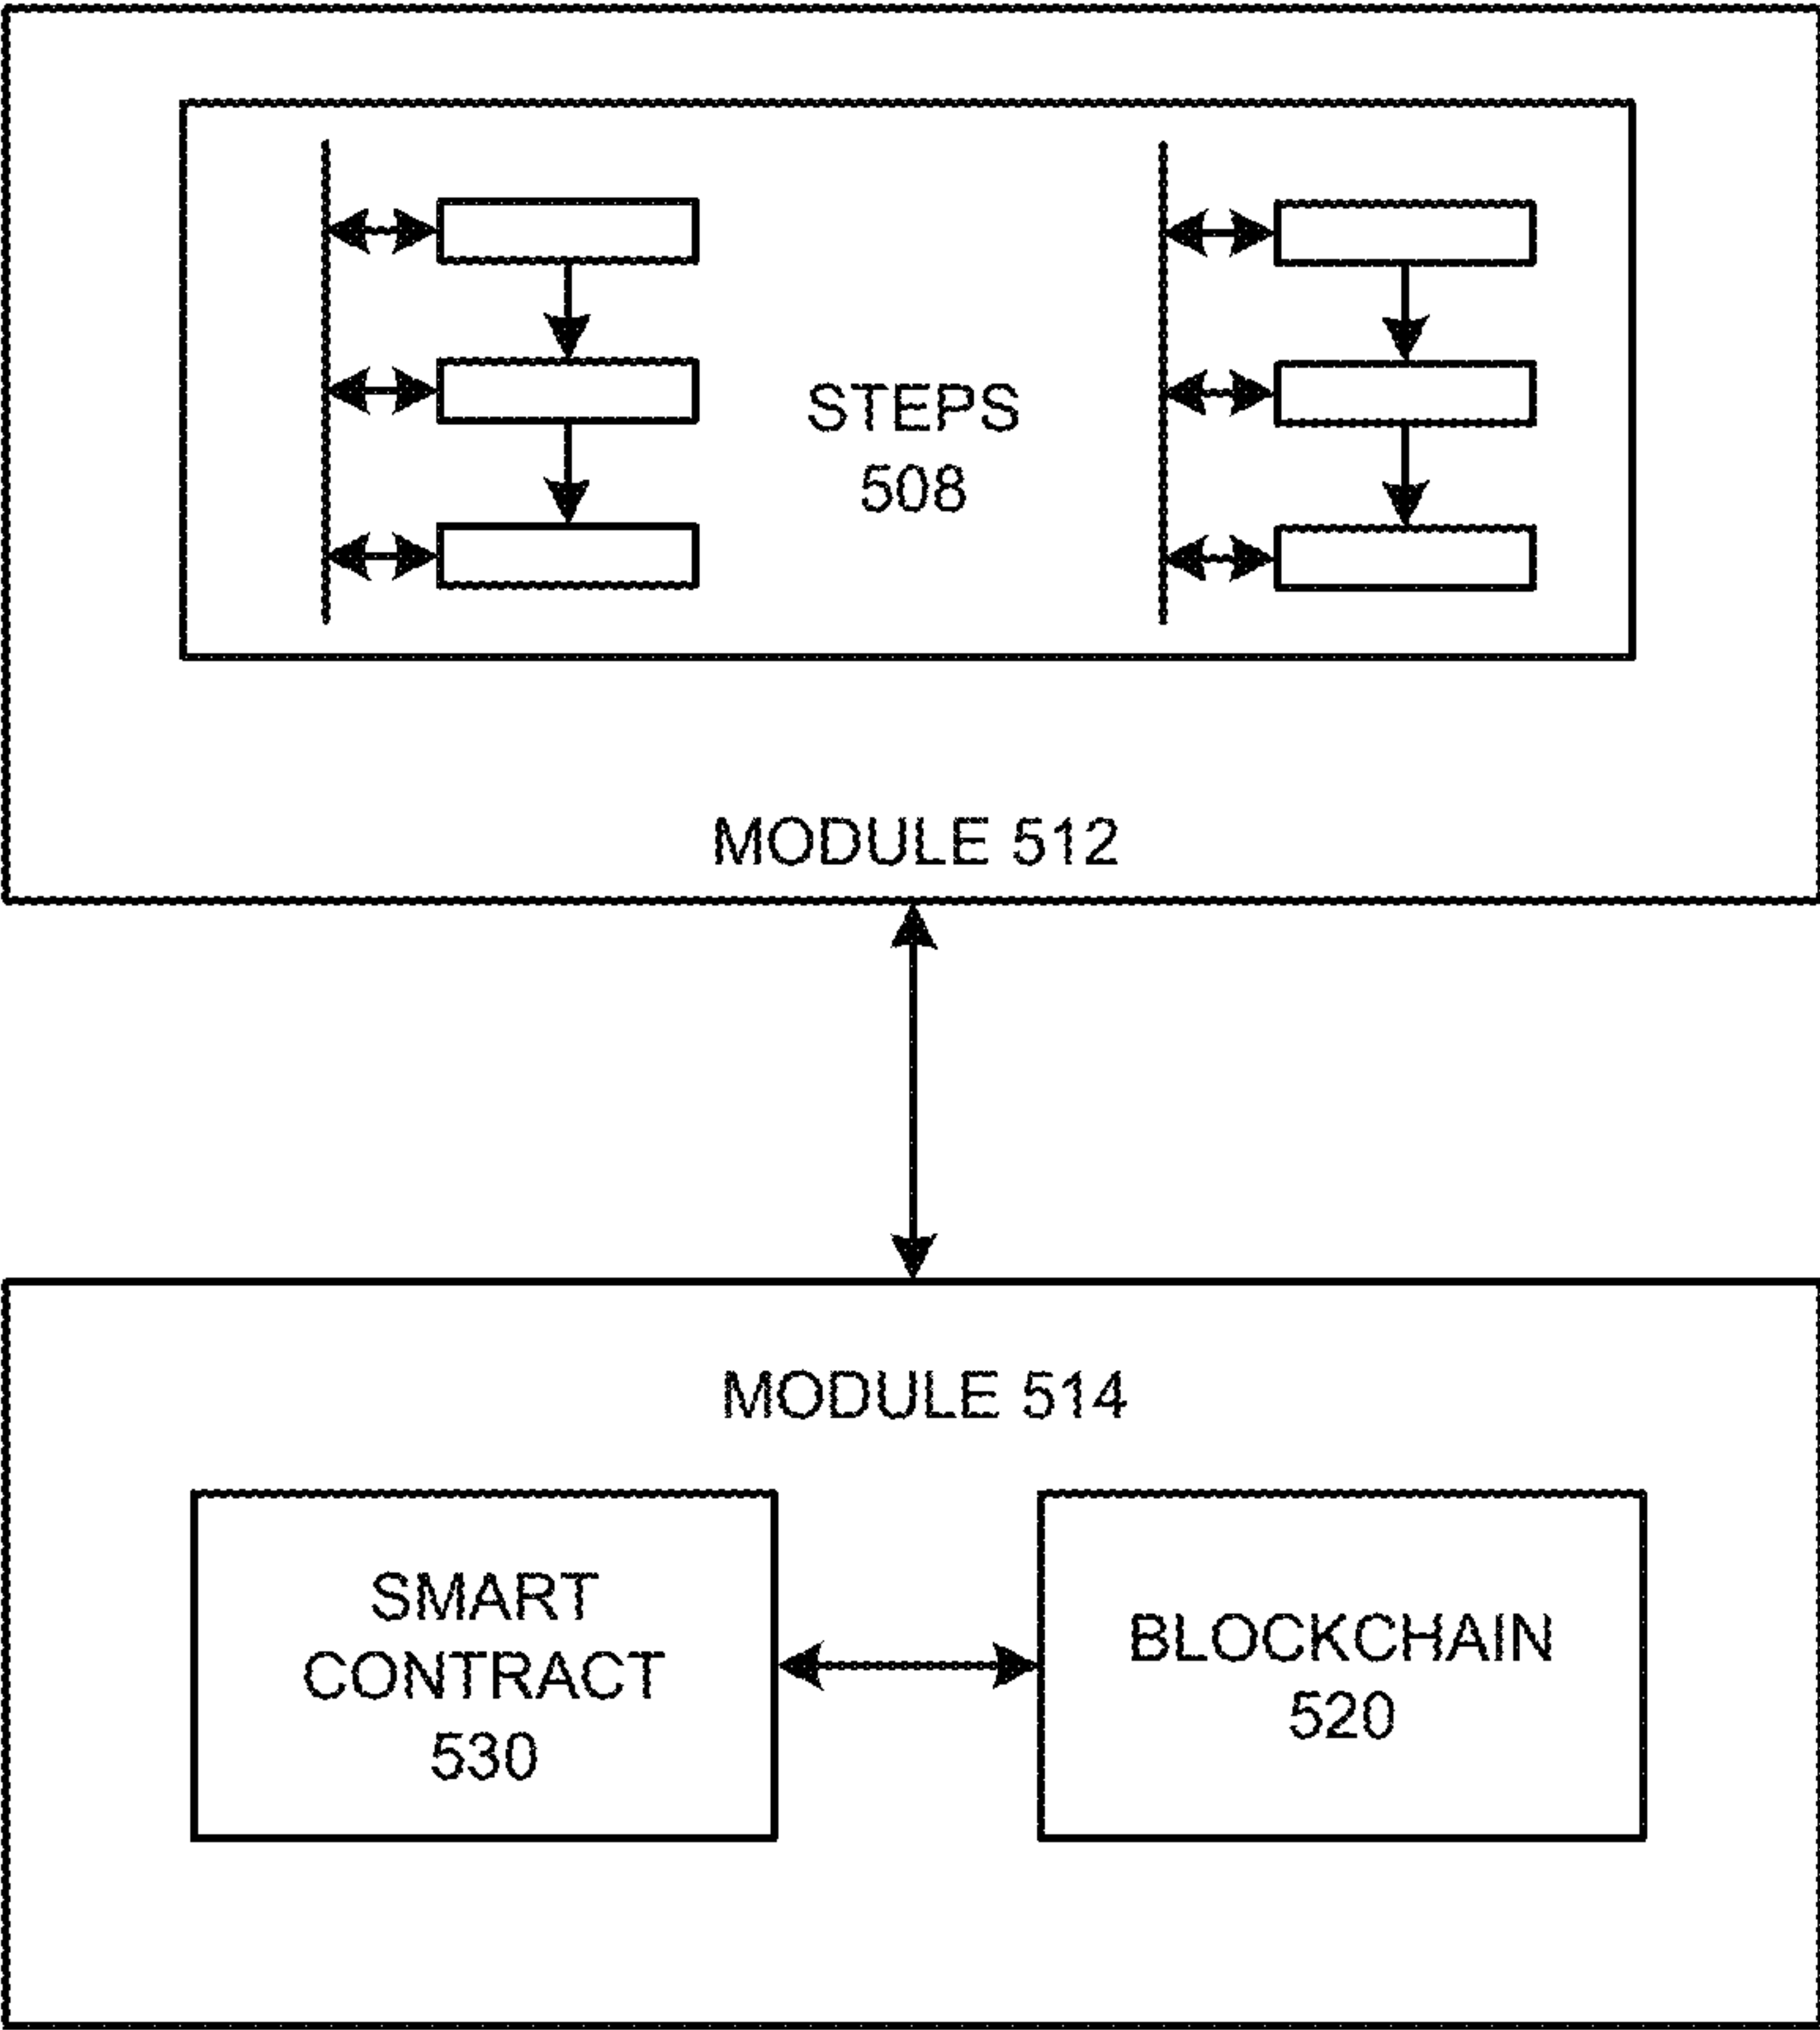 STEPS
508
MODULE 512
MODULE 514
SMART
CONTRACT
530
BLOCKCHAIN
520